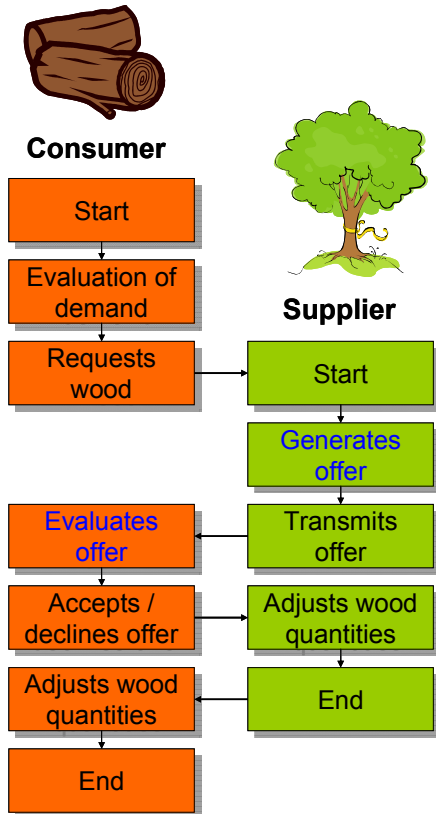 Consumer
Start
Evaluation of
demand
Requests
wood
Supplier
Start
Generates
offer
Transmits
offer
Evaluates
offer
Accepts /
declines offer
Adjusts wood
quantities
End
Adjusts wood
quantities
End